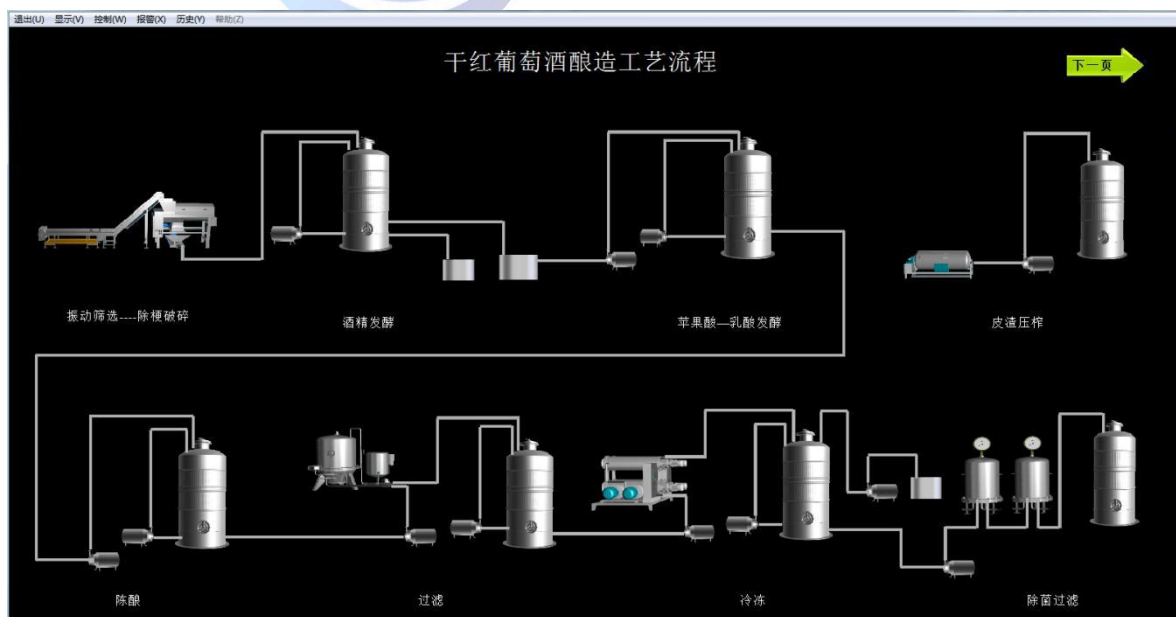 退出(U) 显示(V) 控制(W) 报警(X) 历史(Y) 帮助(Z)
干红葡萄酒酿造工艺流程
下一页
振动筛选----除梗破碎
酒精发酵
苹果酸—乳酸发酵
皮渣压榨
陈酿
过滤
冷冻
除菌过滤